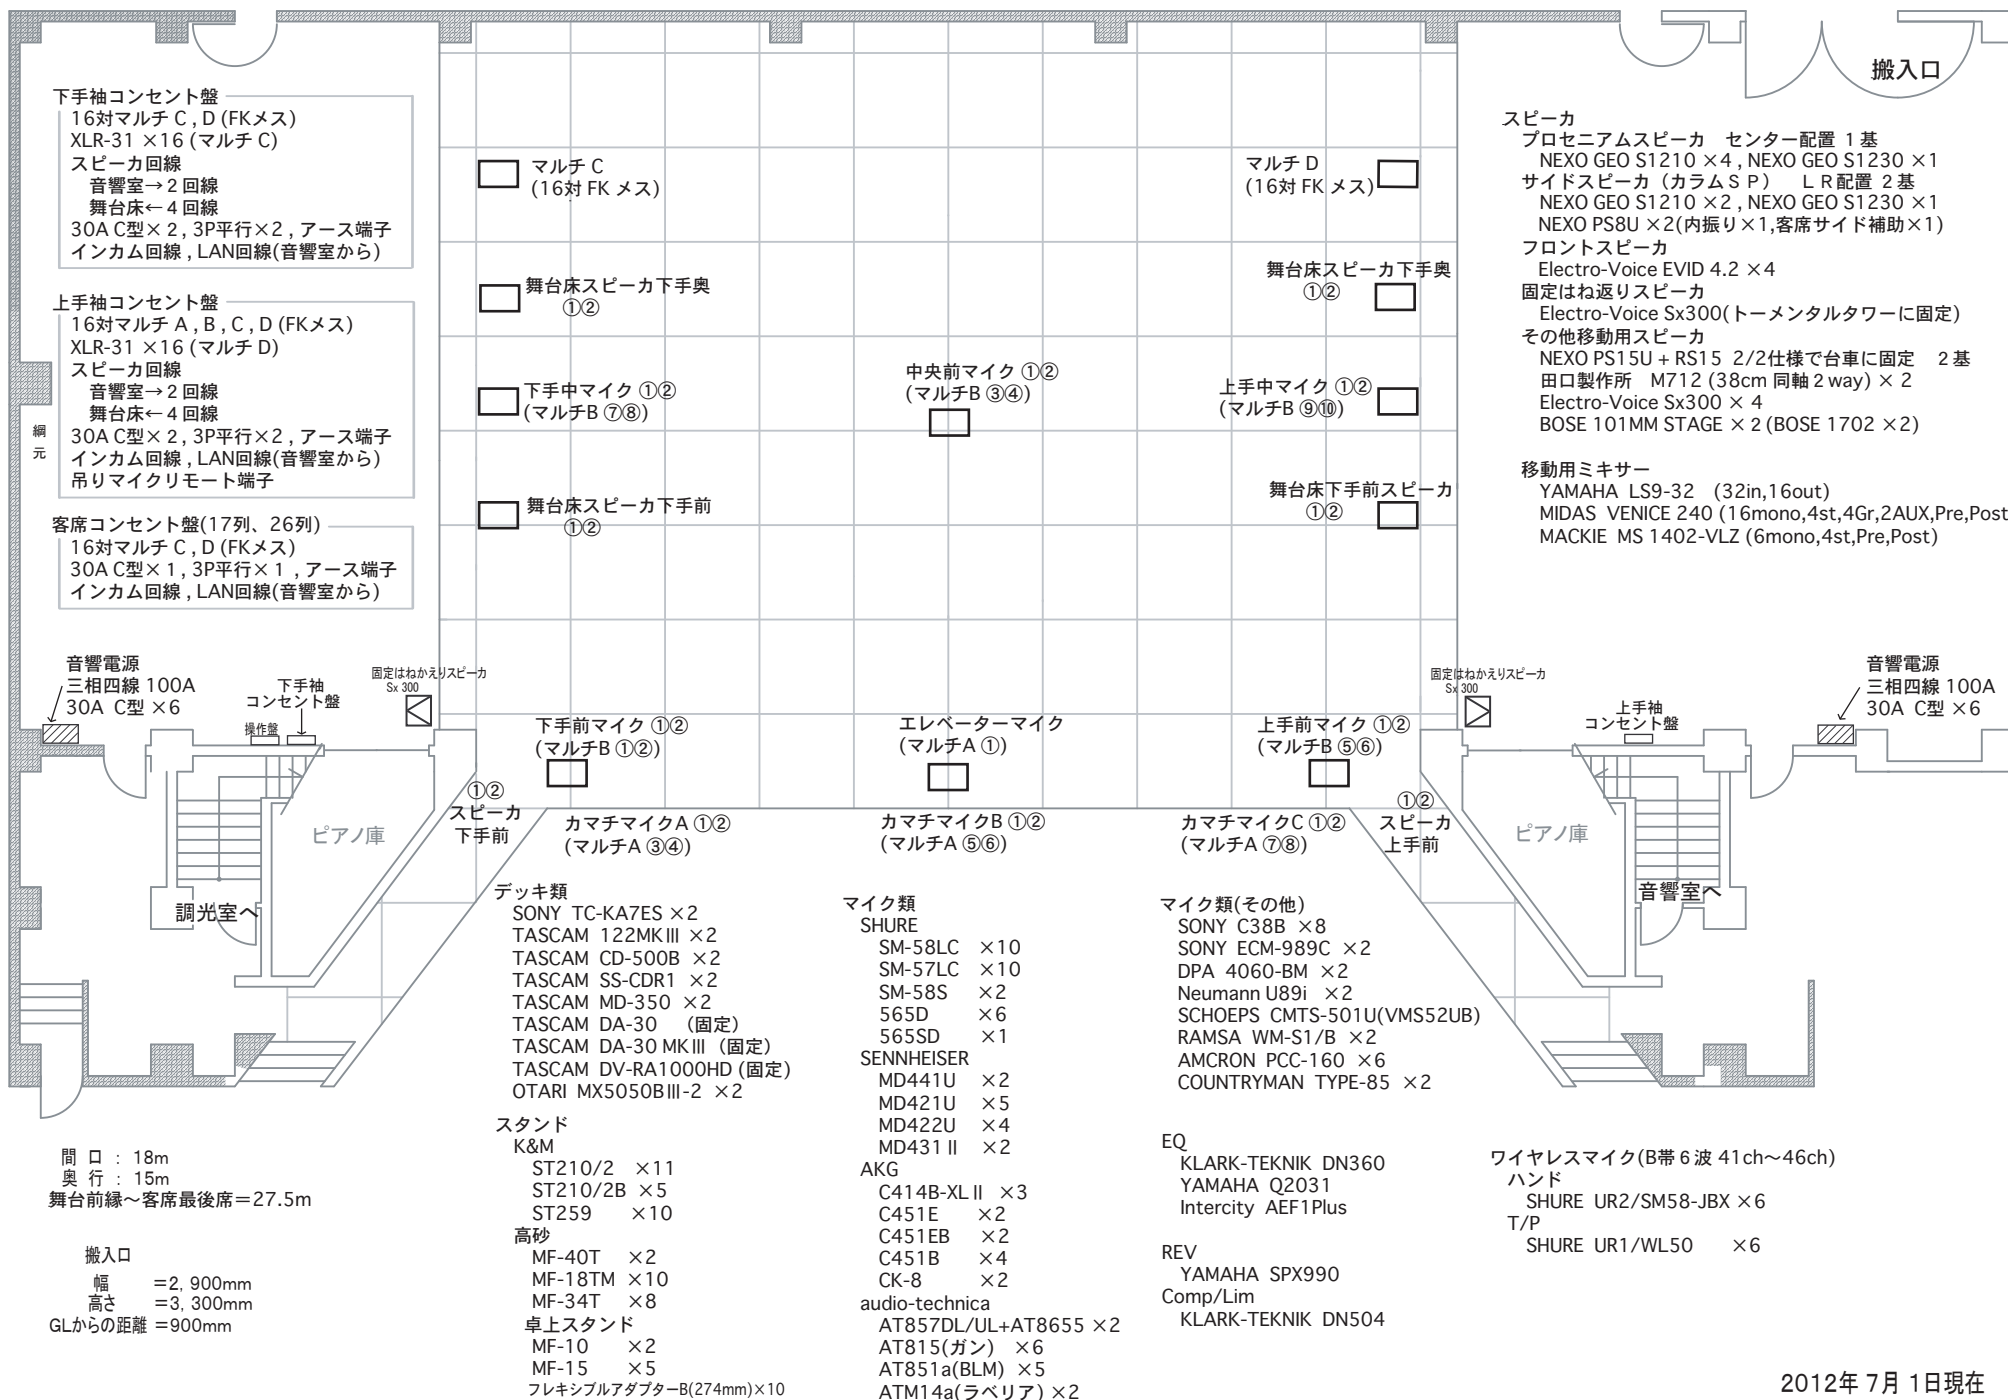 搬入口
下手袖コンセント盤
16対マルチ C , D (FKメス)
XLR-31 ×16 (マルチ C)
スピーカ回線
音響室→2回線
舞台床←4回線
30A C型×2 , 3P平行×2 , アース端子
インカム回線 , LAN回線(音響室から)
上手袖コンセント盤
16対マルチ A , B , C , D (FKメス)
XLR-31 ×16 (マルチ D)
スピーカ回線
音響室→2回線
舞台床←4回線
30A C型×2 , 3P平行×2 , アース端子
インカム回線 , LAN回線(音響室から)
吊りマイクリモート端子
客席コンセント盤(17列、26列)
16対マルチ C , D (FKメス)
30A C型×1 , 3P平行×1 , アース端子
インカム回線 , LAN回線(音響室から)
綱元
マルチ C
(16対 FK メス)
マルチ D
(16対 FK メス)
舞台床スピーカ下手奥
①②
舞台床スピーカ下手奥
①②
下手中マイク ①②
(マルチB ⑦⑧)
中央前マイク ①②
(マルチB ③④)
上手中マイク ①②
(マルチB ⑨⑩)
舞台床スピーカ下手前
①②
舞台床下手前スピーカ
①②
スピーカ
プロセニアムスピーカ センター配置 1基
NEXO GEO S1210 ×4 , NEXO GEO S1230 ×1
サイドスピーカ（カラムSP） LR配置 2基
NEXO GEO S1210 ×2 , NEXO GEO S1230 ×1
NEXO PS8U ×2(内振り×1,客席サイド補助×1)
フロントスピーカ
Electro-Voice EVID 4.2 ×4
固定はね返りスピーカ
Electro-Voice Sx300(トーメンタルタワーに固定)
その他移動用スピーカ
NEXO PS15U + RS15 2/2仕様で台車に固定 2基
田口製作所 M712 (38cm 同軸 2 way) × 2
Electro-Voice Sx300 × 4
BOSE 101MM STAGE × 2 (BOSE 1702 ×2)
移動用ミキサー
YAMAHA LS9-32 (32in,16out)
MIDAS VENICE 240 (16mono,4st,4Gr,2AUX,Pre,Post
MACKIE MS 1402-VLZ (6mono,4st,Pre,Post)
音響電源
三相四線 100A
30A C型 ×6
下手袖
コンセント盤
操作盤
固定はねかえりスピーカ
Sx 300
固定はねかえりスピーカ
Sx 300
上手袖
コンセント盤
音響電源
三相四線 100A
30A C型 ×6
下手前マイク ①②
(マルチB ①②)
エレベーターマイク
(マルチA ①)
上手前マイク ①②
(マルチB ⑤⑥)
①②
スピーカ
下手前
①②
スピーカ
上手前
カマチマイクA ①②
(マルチA ③④)
カマチマイクB ①②
(マルチA ⑤⑥)
カマチマイクC ①②
(マルチA ⑦⑧)
ピアノ庫
ピアノ庫
調光室へ
音響室へ
デッキ類
SONY TC-KA7ES ×2
TASCAM 122MKⅢ ×2
TASCAM CD-500B ×2
TASCAM SS-CDR1 ×2
TASCAM MD-350 ×2
TASCAM DA-30 (固定)
TASCAM DA-30 MKⅢ (固定)
TASCAM DV-RA1000HD (固定)
OTARI MX5050BⅢ-2 ×2
スタンド
K&M
ST210/2 ×11
ST210/2B ×5
ST259 ×10
高砂
MF-40T ×2
MF-18TM ×10
MF-34T ×8
卓上スタンド
MF-10 ×2
MF-15 ×5
フレキシブルアダプターB(274mm)×10
マイク類
SHURE
SM-58LC ×10
SM-57LC ×10
SM-58S ×2
565D ×6
565SD ×1
SENNHEISER
MD441U ×2
MD421U ×5
MD422U ×4
MD431Ⅱ ×2
AKG
C414B-XLⅡ ×3
C451E ×2
C451EB ×2
C451B ×4
CK-8 ×2
audio-technica
AT857DL/UL+AT8655 ×2
AT815(ガン) ×6
AT851a(BLM) ×5
ATM14a(ラベリア) ×2
マイク類(その他)
SONY C38B ×8
SONY ECM-989C ×2
DPA 4060-BM ×2
Neumann U89i ×2
SCHOEPS CMTS-501U(VMS52UB)
RAMSA WM-S1/B ×2
AMCRON PCC-160 ×6
COUNTRYMAN TYPE-85 ×2
EQ
KLARK-TEKNIK DN360
YAMAHA Q2031
Intercity AEF1Plus
REV
YAMAHA SPX990
Comp/Lim
KLARK-TEKNIK DN504
ワイヤレスマイク(B帯 6波 41ch～46ch)
ハンド
SHURE UR2/SM58-JBX ×6
T/P
SHURE UR1/WL50 ×6
間 口 : 18m
奥 行 : 15m
舞台前縁～客席最後席=27.5m
搬入口
幅 =2,900mm
高さ =3,300mm
GLからの距離 =900mm
2012年 7月 1日現在